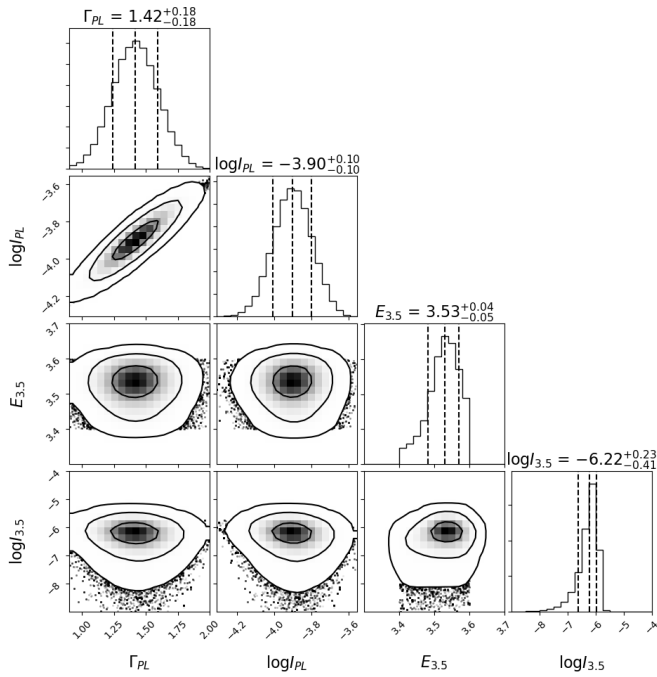 Γ_PL = 1.42^{+0.18}_{-0.18}
logI_PL = −3.90^{+0.10}_{-0.10}
−3.6
−3.8
−4.0
−4.2
logI_PL
E_3.5 = 3.53^{+0.04}_{-0.05}
3.7
3.6
3.5
3.4
E_3.5
logI_3.5 = −6.22^{+0.23}_{-0.41}
−4
−5
−6
−7
−8
logI_3.5
1.00 1.25 1.50 1.75 2.00
−4.2 −4.0 −3.8 −3.6
3.4 3.5 3.6 3.7
−8 −7 −6 −5 −4
Γ_PL logI_PL E_3.5 logI_3.5